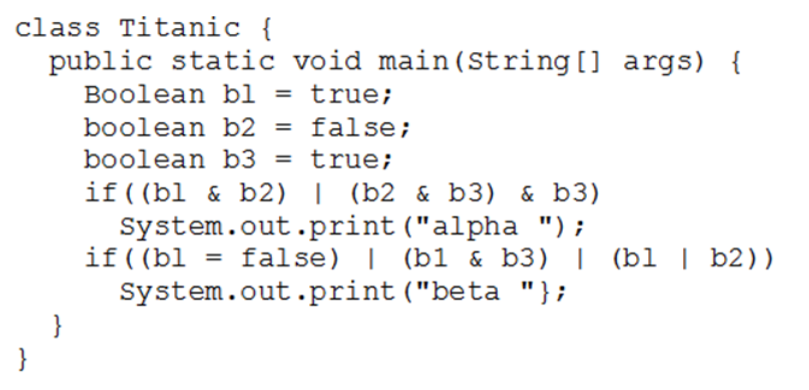 class Titanic {
public static void main(String[] args) {
Boolean bl = true;
boolean b2 = false;
boolean b3 = true;
if((bl & b2) | (b2 & b3) & b3)
System.out.print("alpha ");
if((bl = false) | (b1 & b3) | (bl | b2))
System.out.print("beta "};
}
}